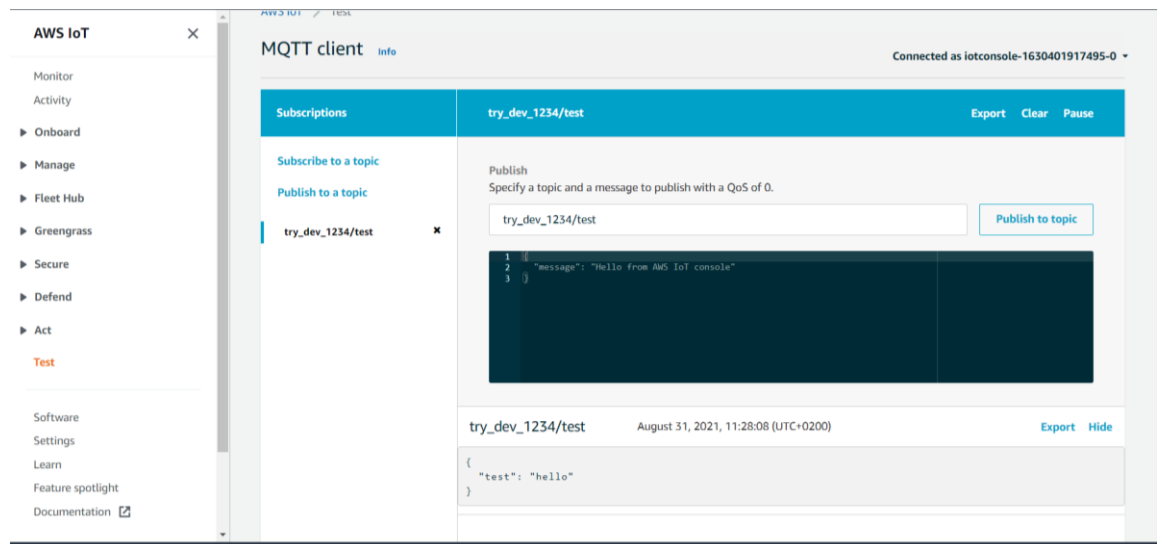 AWS IoT / Test
AWS IoT
Monitor
Activity
Onboard
Manage
Fleet Hub
Greengrass
Secure
Defend
Act
Test
Software
Settings
Learn
Feature spotlight
Documentation
MQTT client Info
Connected as iotconsole-1630401917495-0
Subscriptions
Subscribe to a topic
Publish to a topic
try_dev_1234/test
try_dev_1234/test
Export Clear Pause
Publish
Specify a topic and a message to publish with a QoS of 0.
try_dev_1234/test
Publish to topic
1 {
2 "message": "Hello from AWS IoT console"
3 }
try_dev_1234/test August 31, 2021, 11:28:08 (UTC+0200) Export Hide
{
"test": "hello"
}